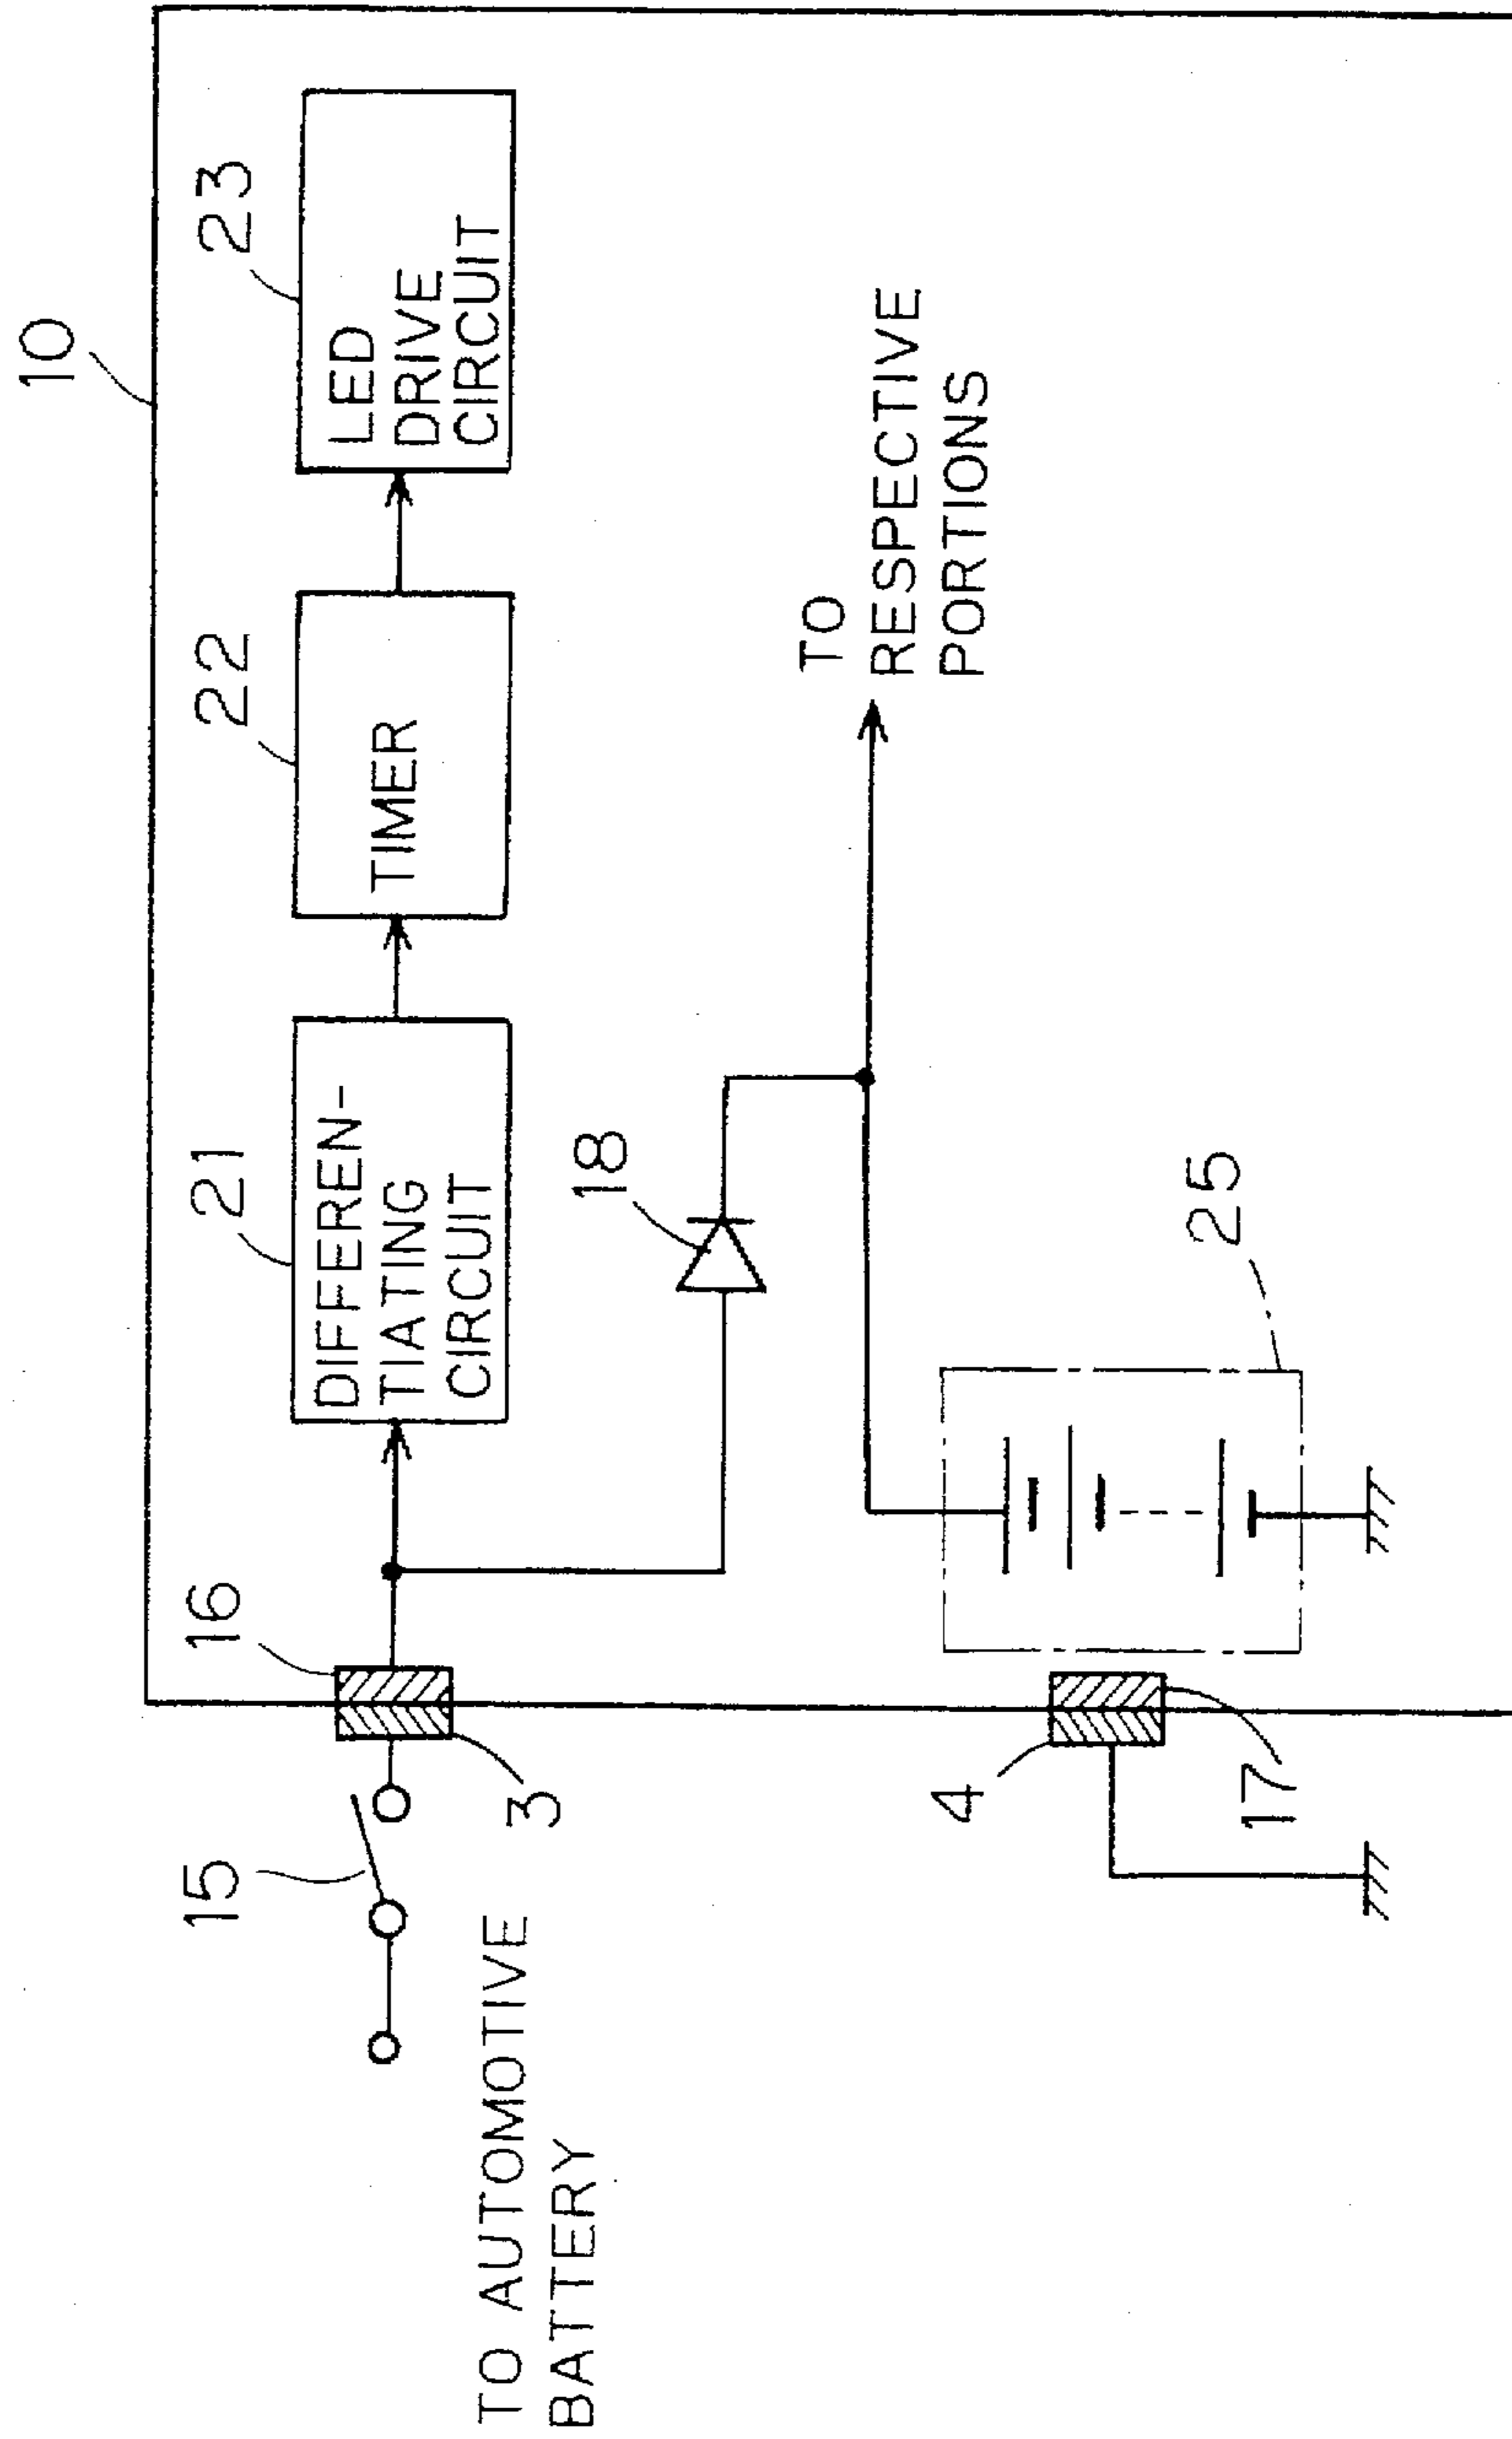 10
21
22
23
DIFFEREN-
TIATING
CIRCUIT
TIMER
LED
DRIVE
CIRCUIT
15
16
3
18
TO AUTOMOTIVE
BATTERY
TO
RESPECTIVE
PORTIONS
4
17
25